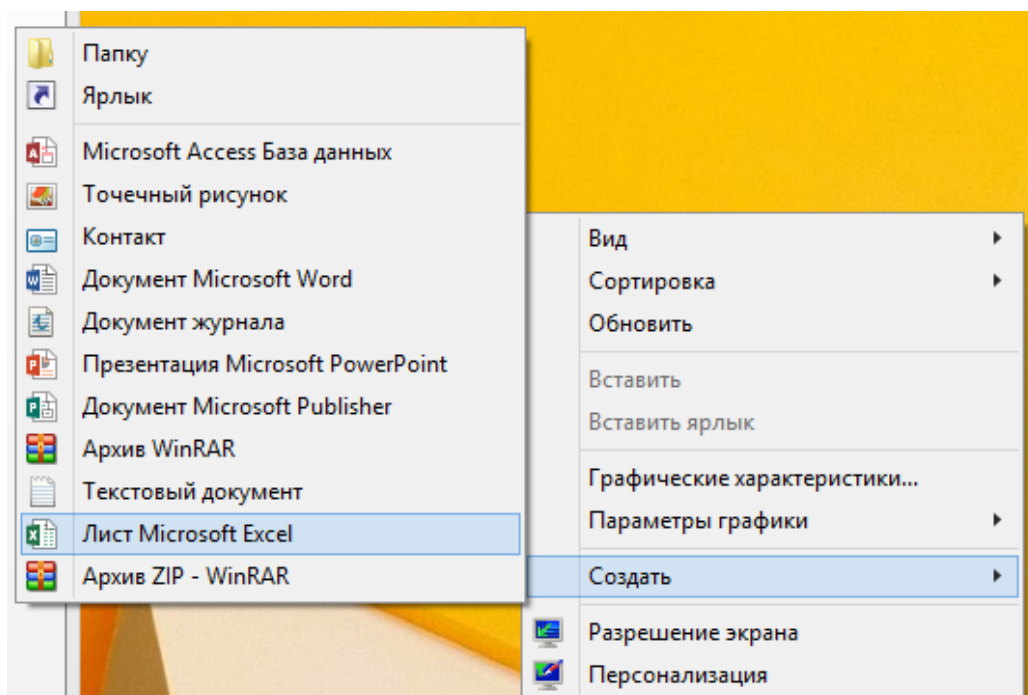 Папку
Ярлык
Microsoft Access База данных
Точечный рисунок
Контакт
Документ Microsoft Word
Документ журнала
Презентация Microsoft PowerPoint
Документ Microsoft Publisher
Архив WinRAR
Текстовый документ
Лист Microsoft Excel
Архив ZIP - WinRAR
Вид
Сортировка
Обновить
Вставить
Вставить ярлык
Графические характеристики...
Параметры графики
Создать
Разрешение экрана
Персонализация